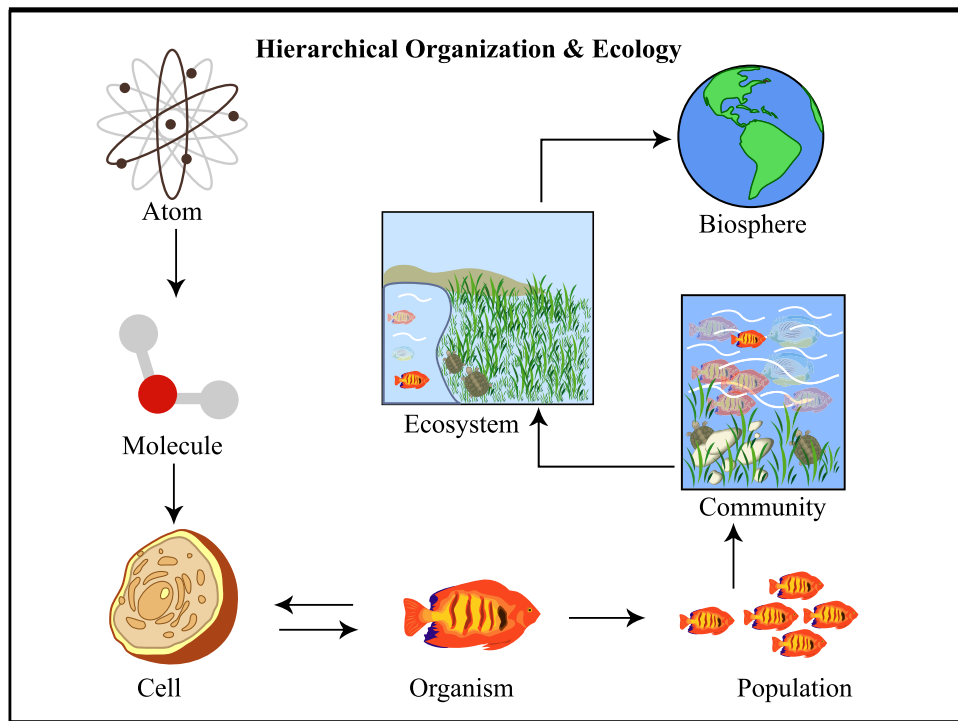 Hierarchical Organization & Ecology
Atom
Molecule
Cell
Organism
Population
Community
Ecosystem
Biosphere